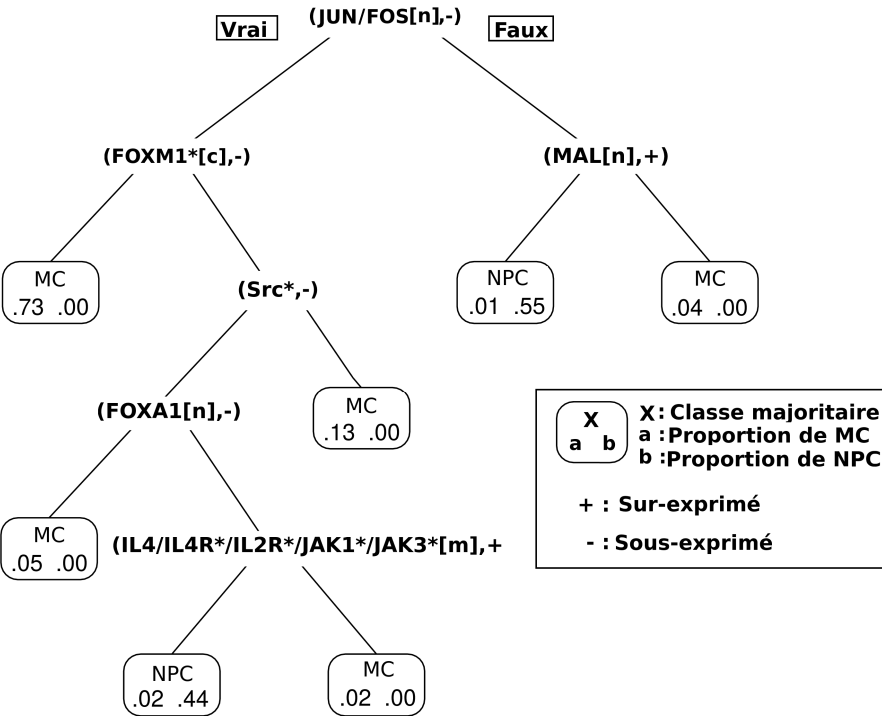 Vrai
(JUN/FOS[n],-)
Faux
(FOXM1*[c],-)
(MAL[n],+)
MC
.73 .00
(Src*,-)
NPC
.01 .55
MC
.04 .00
(FOXA1[n],-)
MC
.13 .00
X
a b
X: Classe majoritaire
a :Proportion de MC
b :Proportion de NPC
+ : Sur-exprimé
- : Sous-exprimé
MC
.05 .00
(IL4/IL4R*/IL2R*/JAK1*/JAK3*[m],+
NPC
.02 .44
MC
.02 .00